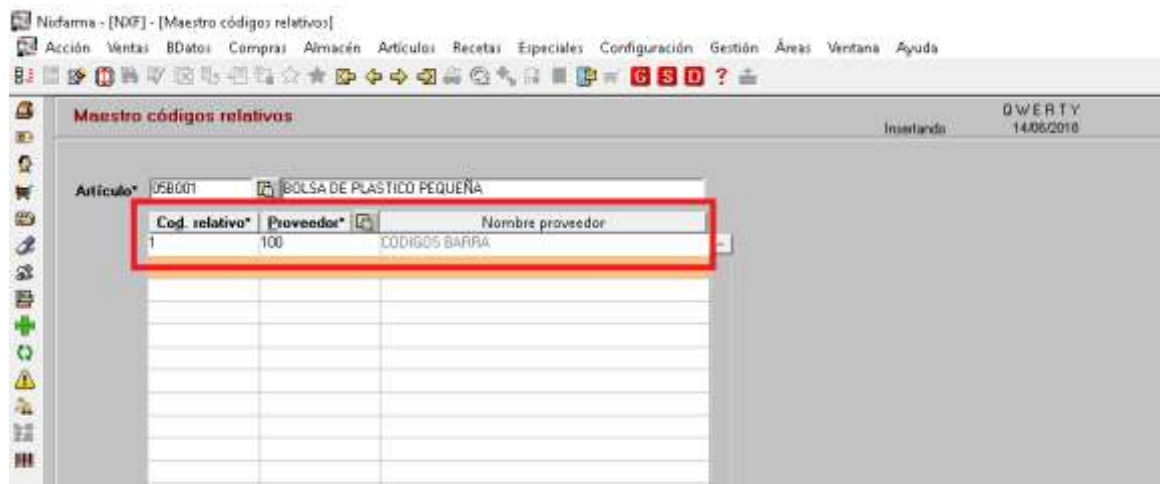 Nixfarma - [NXF] - [Maestro códigos relativos]
Acción Ventas BDatos Compras Almacén Artículos Recetas Especiales Configuración Gestión Áreas Ventana Ayuda
G S D ?
Maestro códigos relativos
QWERTY
Insertando 14/06/2016
Artículo* 05B001 BOLSA DE PLASTICO PEQUEÑA
Cod. relativo* Proveedor* Nombre proveedor
1 100 CODIGOS BARRA